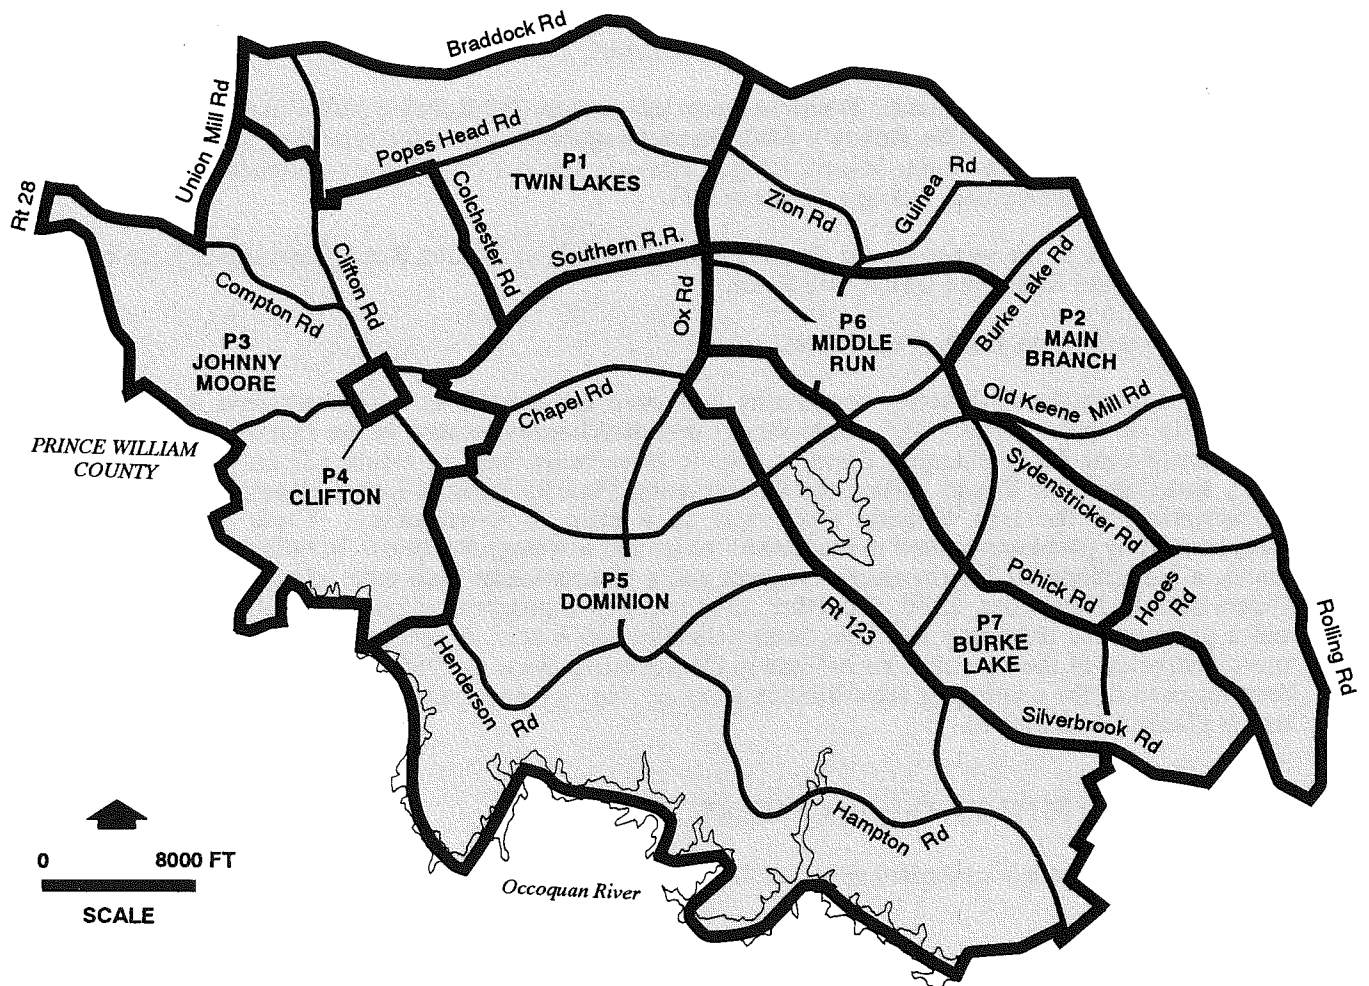 Braddock Rd
Union Mill Rd
Rt 28
Popes Head Rd
P1
TWIN LAKES
Colchester Rd
Southern R.R.
Zion Rd
Guinea Rd
Clifton Rd
Compton Rd
Ox Rd
Burke Lake Rd
P3
JOHNNY
MOORE
P6
MIDDLE
RUN
P2
MAIN
BRANCH
Chapel Rd
Old Keene Mill Rd
PRINCE WILLIAM
COUNTY
P4
CLIFTON
Sydenstricker Rd
P5
DOMINION
Pohick Rd
Hooes
Rd
Rt 123
P7
BURKE
LAKE
Rolling Rd
Henderson Rd
Silverbrook Rd
Hampton Rd
0 8000 FT
SCALE
Occoquan River